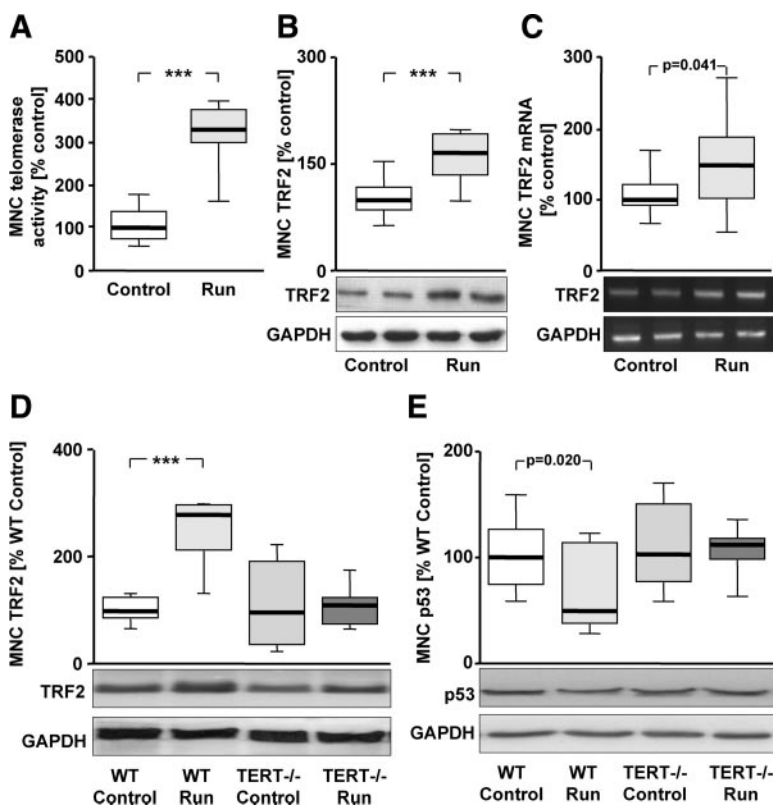 A
MNC telomerase
activity [% control]
500
400
300
200
100
0
***
Control Run
B
MNC TRF2 [% control]
300
150
0
***
TRF2
GAPDH
Control Run
C
MNC TRF2 mRNA
[% control]
300
200
150
100
0
p=0.041
TRF2
GAPDH
Control Run
D
MNC TRF2 [% WT Control]
400
200
0
***
TRF2
GAPDH
WT WT TERT-/- TERT-/-
Control Run Control Run
E
MNC p53 [% WT Control]
200
100
0
p=0.020
p53
GAPDH
WT WT TERT-/- TERT-/-
Control Run Control Run